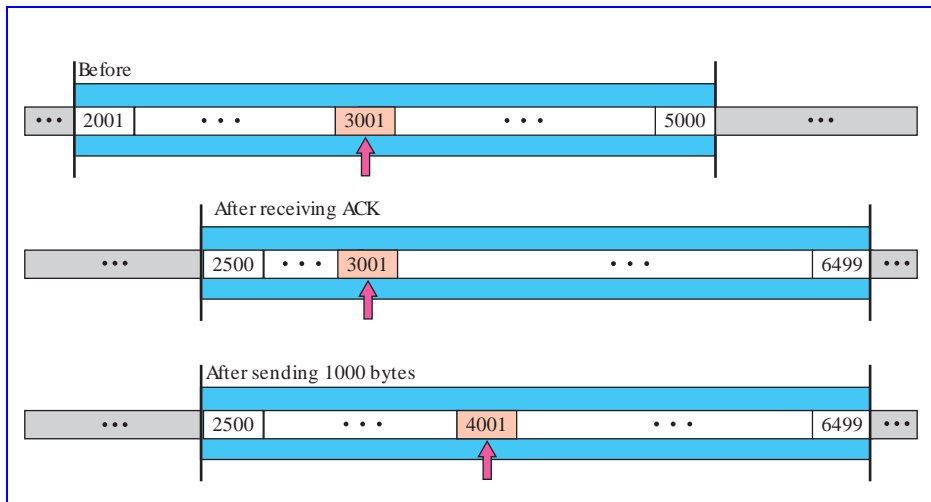 Before
••• 2001 • • • 3001 • • • 5000 • • •
After receiving ACK
••• 2500 • • • 3001 • • • 6499 •••
After sending 1000 bytes
••• 2500 • • • 4001 • • • 6499 •••